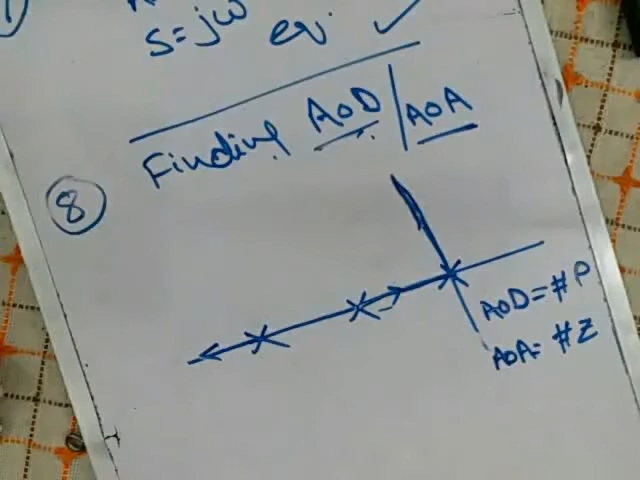 S=jω eq.
Finding AOD | AOA
8
AOD = #P
AOA = #Z